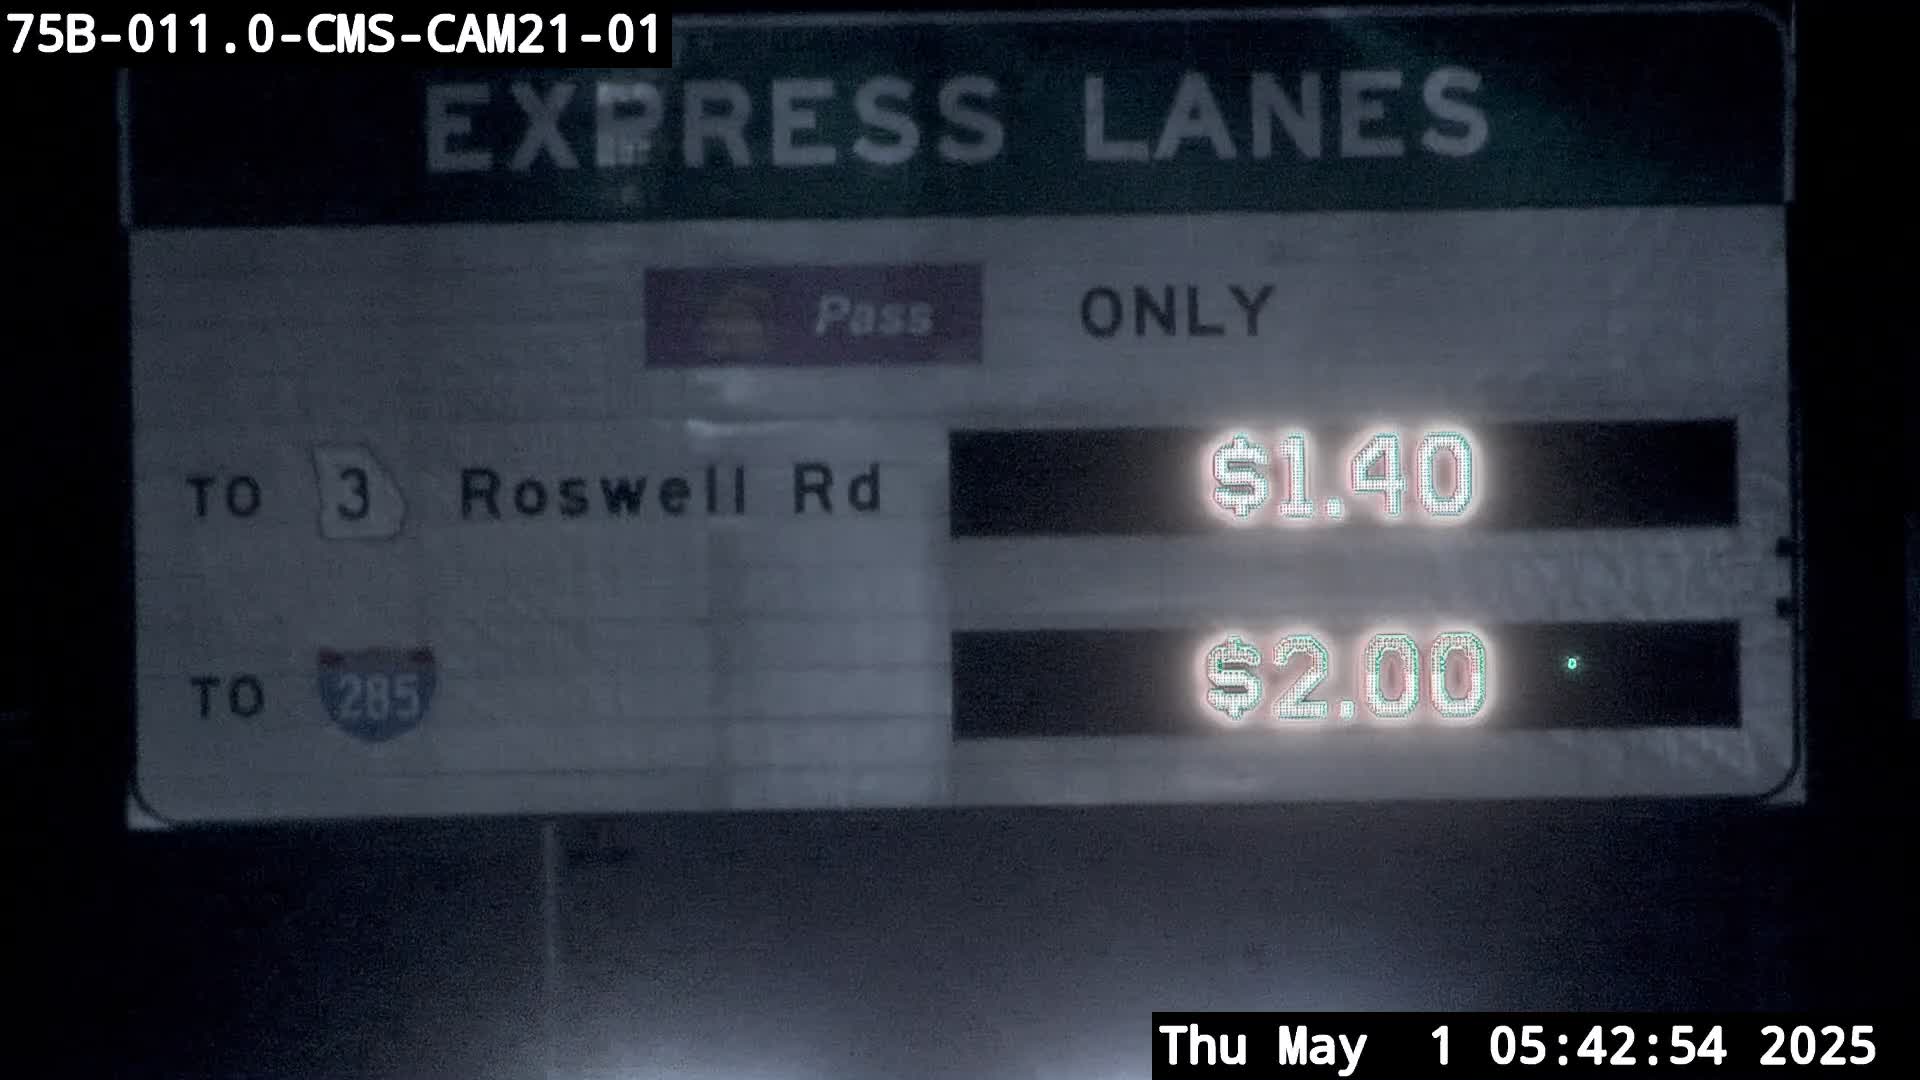 75B-011.0-CMS-CAM21-01
EXPRESS LANES
Pass ONLY
TO 3 Roswell Rd $1.40
TO 285 $2.00
Thu May 1 05:42:54 2025